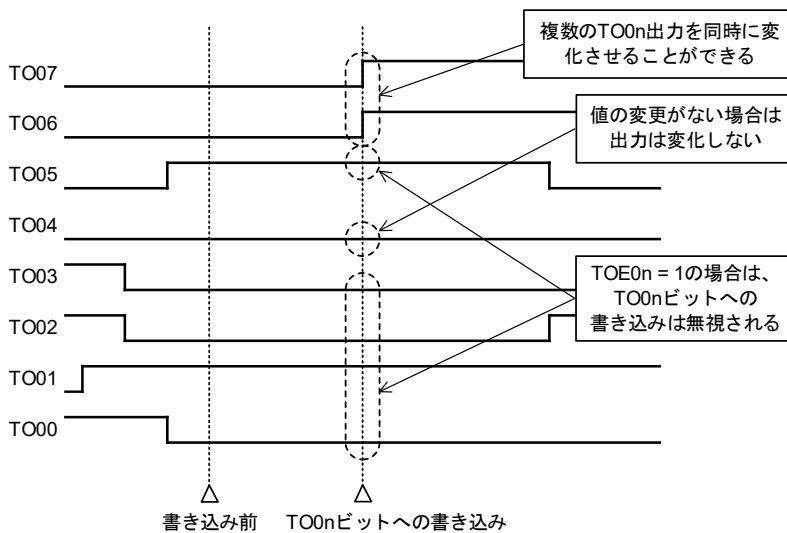 複数のTO0n出力を同時に変
化させることができる
TO07
TO06
値の変更がない場合は
出力は変化しない
TO05
TO04
TO03
TOE0n = 1の場合は、
TO0nビットへの
書き込みは無視される
TO02
TO01
TO00
書き込み前
TO0nビットへの書き込み